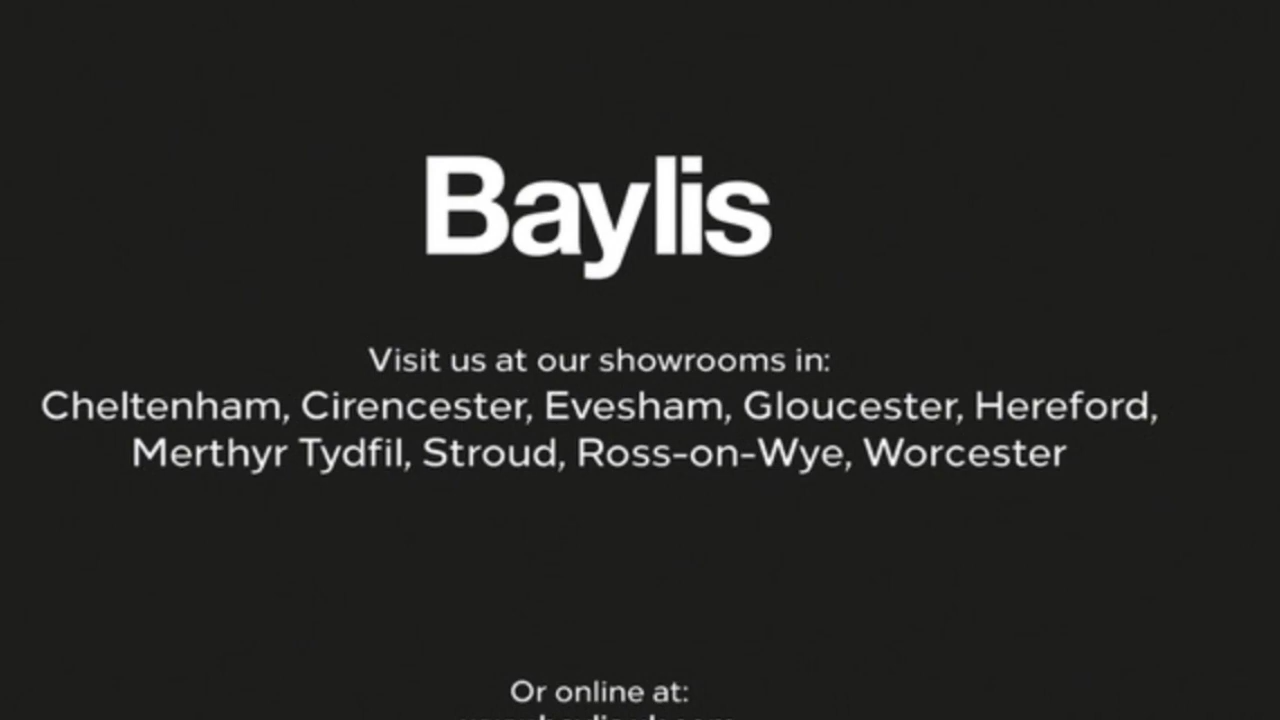 Baylis
Visit us at our showrooms in:
Cheltenham, Cirencester, Evesham, Gloucester, Hereford,
Merthyr Tydfil, Stroud, Ross-on-Wye, Worcester
Or online at: